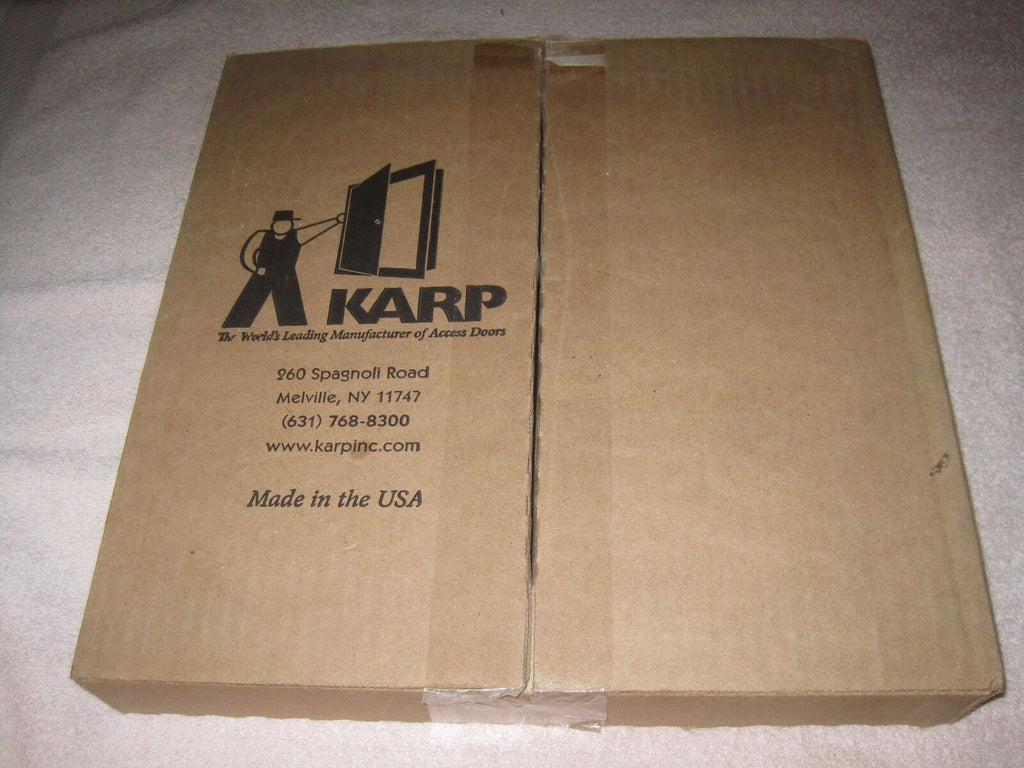 KARP
The World's Leading Manufacturer of Access Doors
260 Spagnoli Road
Melville, NY 11747
(631) 768-8300
www.karpinc.com
Made in the USA